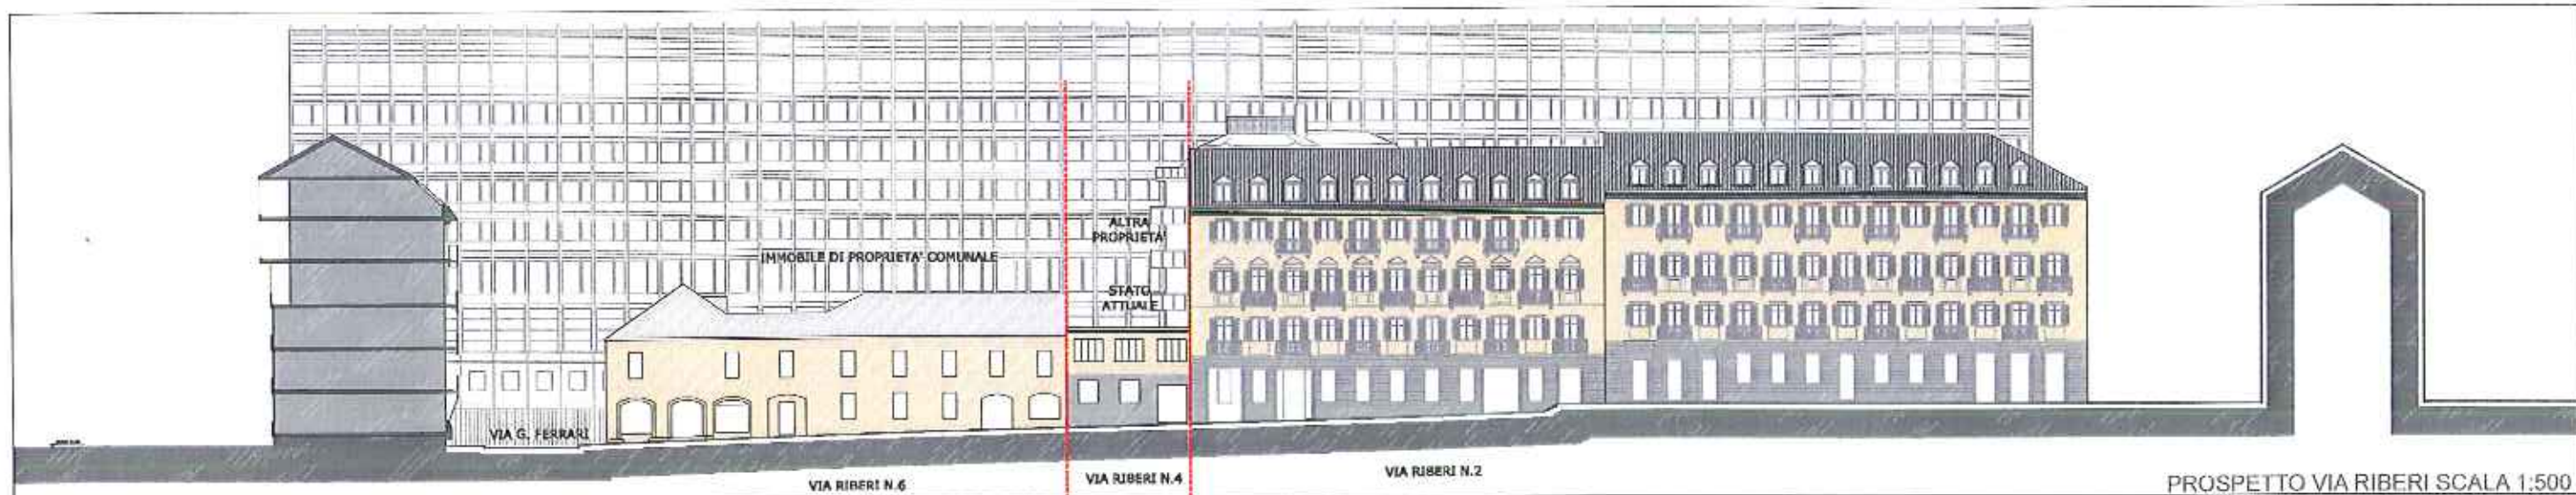 ALTRA
PROPRIETA'
IMMOBILE DI PROPRIETA' COMUNALE
STATO
ATTUALE
VIA G. FERRARI
VIA RIBERI N.6
VIA RIBERI N.4
VIA RIBERI N.2
PROSPETTO VIA RIBERI SCALA 1:500